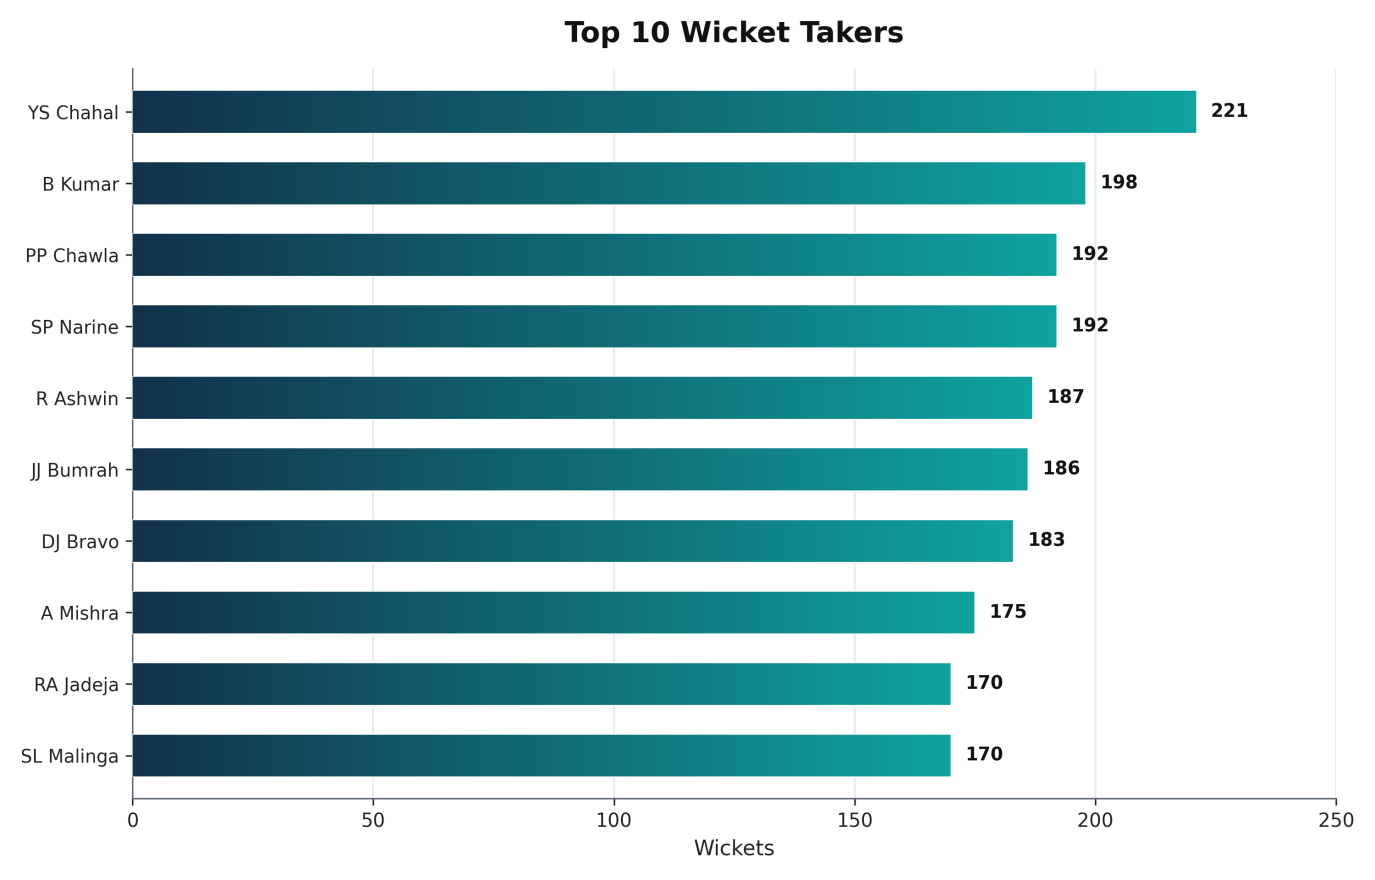 Top 10 Wicket Takers
YS Chahal 221
B Kumar 198
PP Chawla 192
SP Narine 192
R Ashwin 187
JJ Bumrah 186
DJ Bravo 183
A Mishra 175
RA Jadeja 170
SL Malinga 170
0 50 100 150 200 250
Wickets